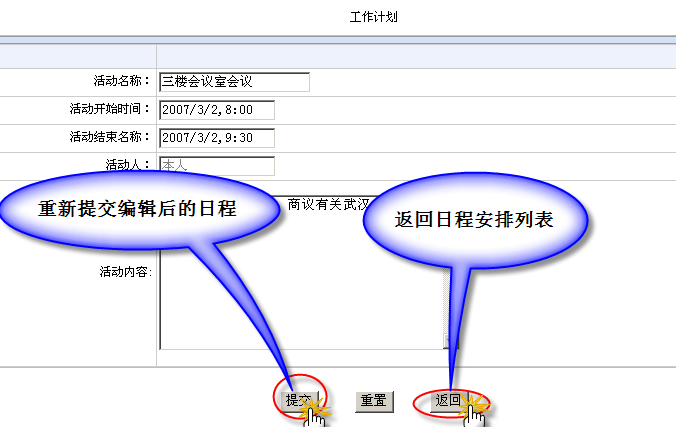 工作计划
活动名称： 三楼会议室会议
活动开始时间： 2007/3/2,8:00
活动结束名称： 2007/3/2,9:30
活动人： 本人
重新提交编辑后的日程
商议有关武汉
返回日程安排列表
活动内容:
提交 重置 返回